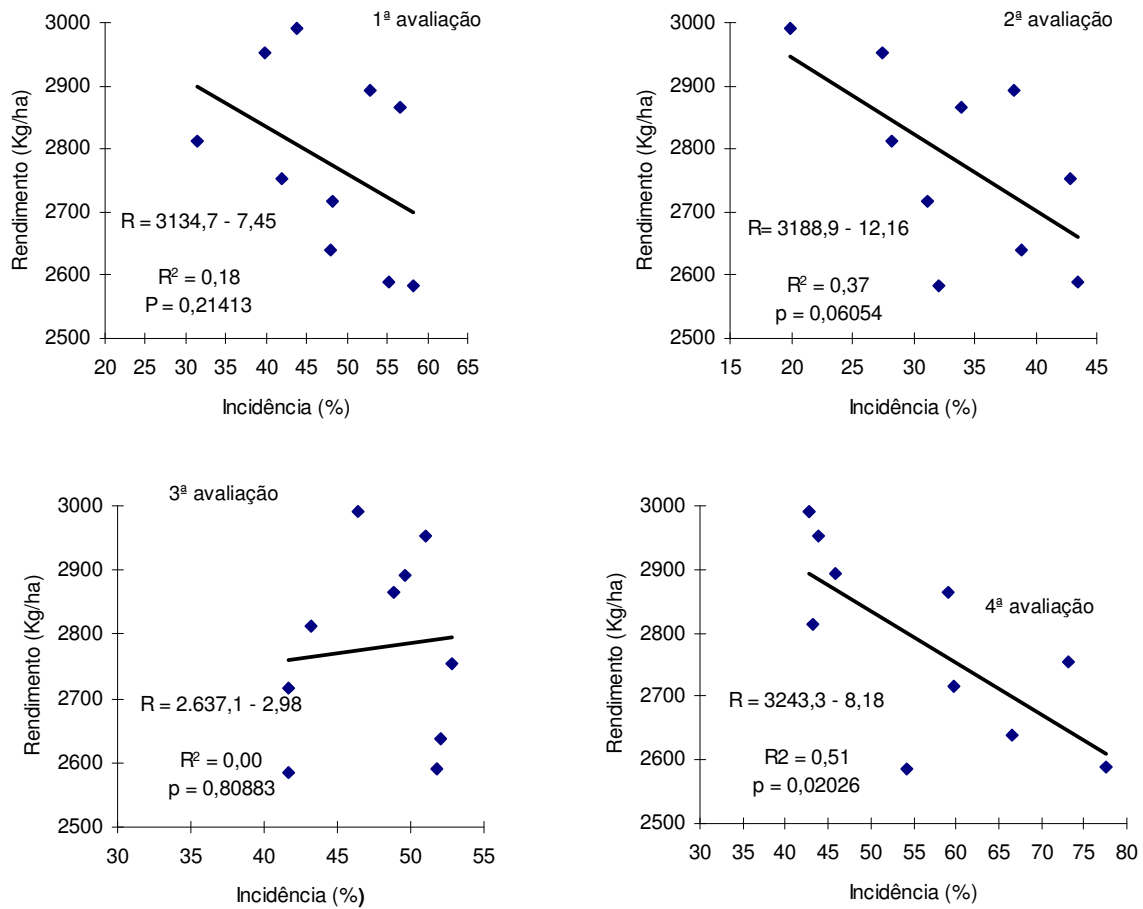 1ª avaliação
Rendimento (Kg/ha)
3000
2900
2800
2700
2600
2500
R = 3134,7 - 7,45
R² = 0,18
P = 0,21413
20 25 30 35 40 45 50 55 60 65
Incidência (%)
2ª avaliação
Rendimento (Kg/ha)
3000
2900
2800
2700
2600
2500
R= 3188,9 - 12,16
R² = 0,37
p = 0,06054
15 20 25 30 35 40 45
Incidência (%)
3ª avaliação
Rendimento (Kg/ha)
3000
2900
2800
2700
2600
2500
R = 2.637,1 - 2,98
R² = 0,00
p = 0,80883
30 35 40 45 50 55
Incidência (%)
4ª avaliação
Rendimento (Kg/ha)
3000
2900
2800
2700
2600
2500
R = 3243,3 - 8,18
R2 = 0,51
p = 0,02026
30 35 40 45 50 55 60 65 70 75 80
Incidência (%)